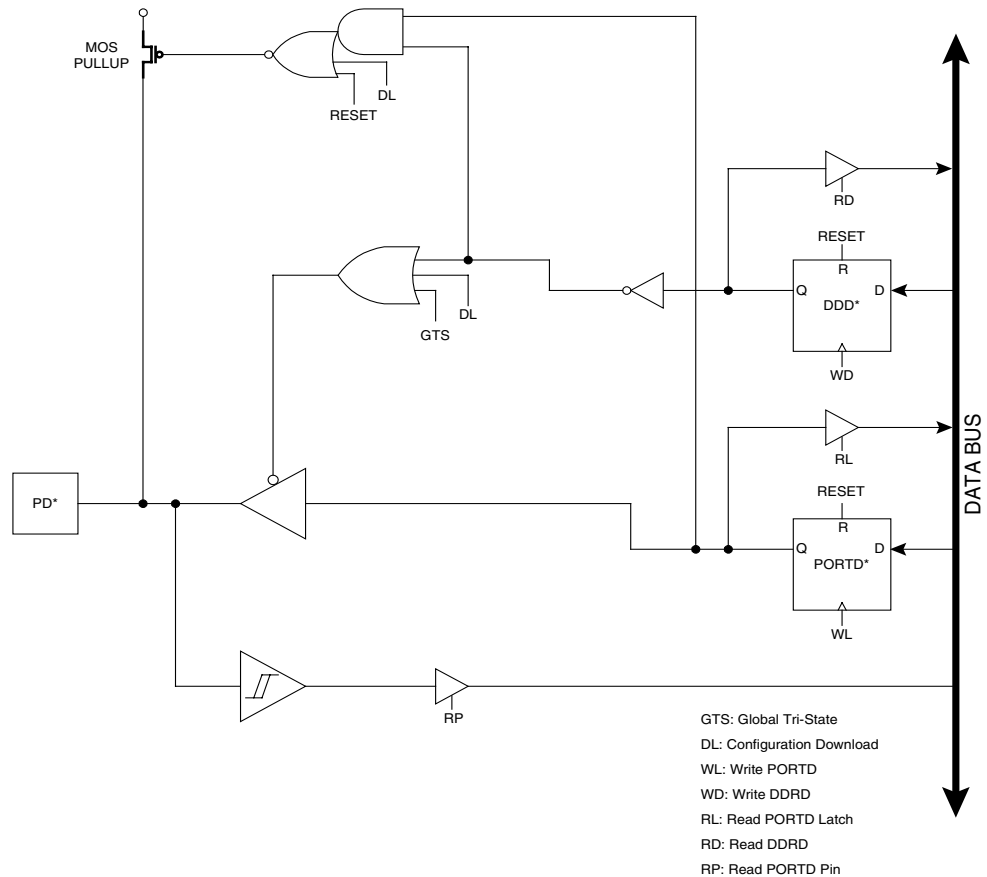 MOS
PULLUP
DL
RESET
RD
RESET
R
Q
D
DDD*
DL
GTS
WD
RL
DATA BUS
RESET
PD*
R
Q
D
PORTD*
WL
RP
GTS: Global Tri-State
DL: Configuration Download
WL: Write PORTD
WD: Write DDRD
RL: Read PORTD Latch
RD: Read DDRD
RP: Read PORTD Pin